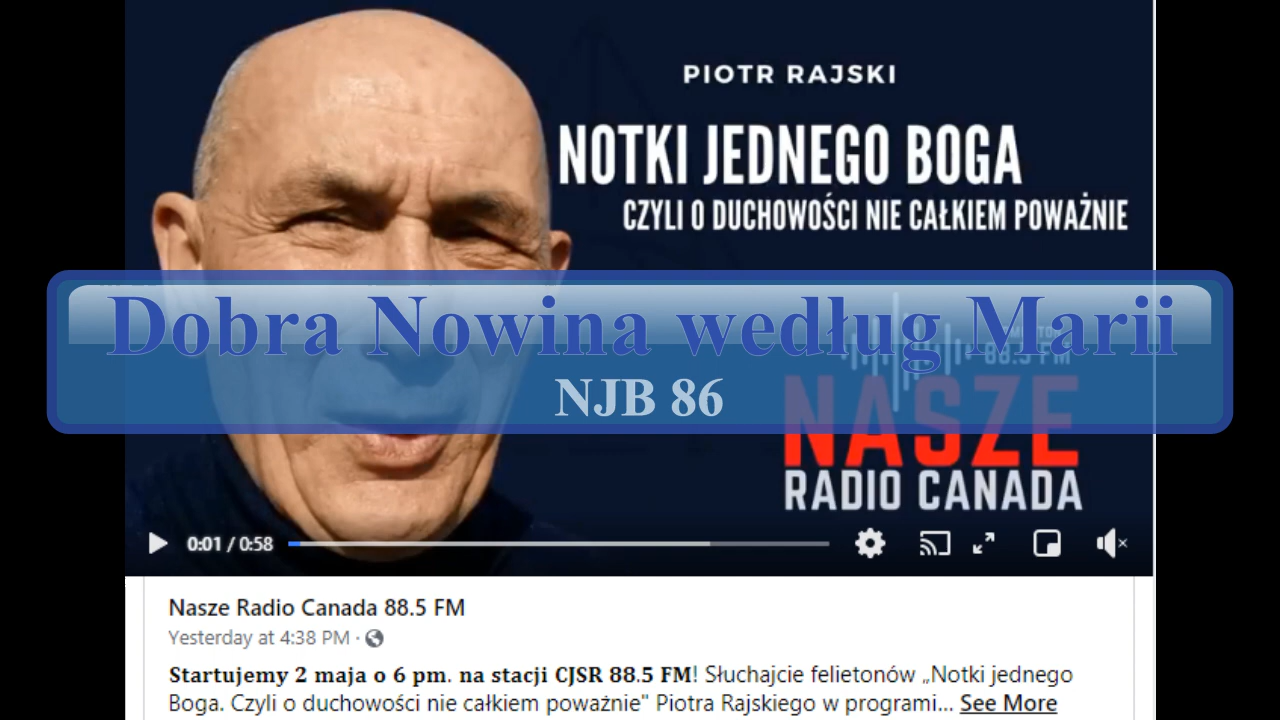 PIOTR RAJSKI
NOTKI JEDNEGO BOGA
CZYLI O DUCHOWOŚCI NIE CAŁKIEM POWAŻNIE
Dobra Nowina według Marii
NJB 86
88.5 FM
NASZE
RADIO CANADA
0:01 / 0:58
Nasze Radio Canada 88.5 FM
Yesterday at 4:38 PM ·
Startujemy 2 maja o 6 pm. na stacji CJSR 88.5 FM! Słuchajcie felietonów „Notki jednego
Boga. Czyli o duchowości nie całkiem poważnie" Piotra Rajskiego w programi... See More